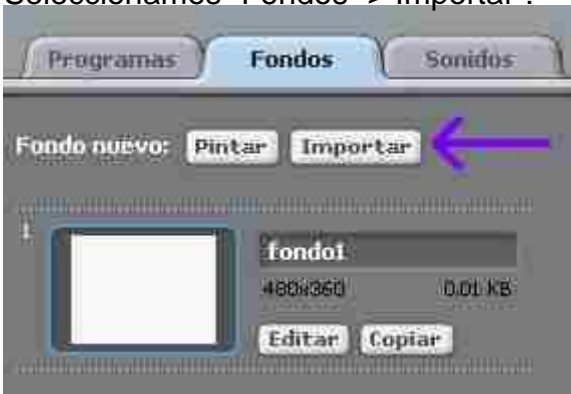 Seleccionamos "Fondos -> Importar".
Programas Fondos Sonidos
Fondo nuevo: Pintar Importar
1
fondo1
480x360 0.01 KB
Editar Copiar